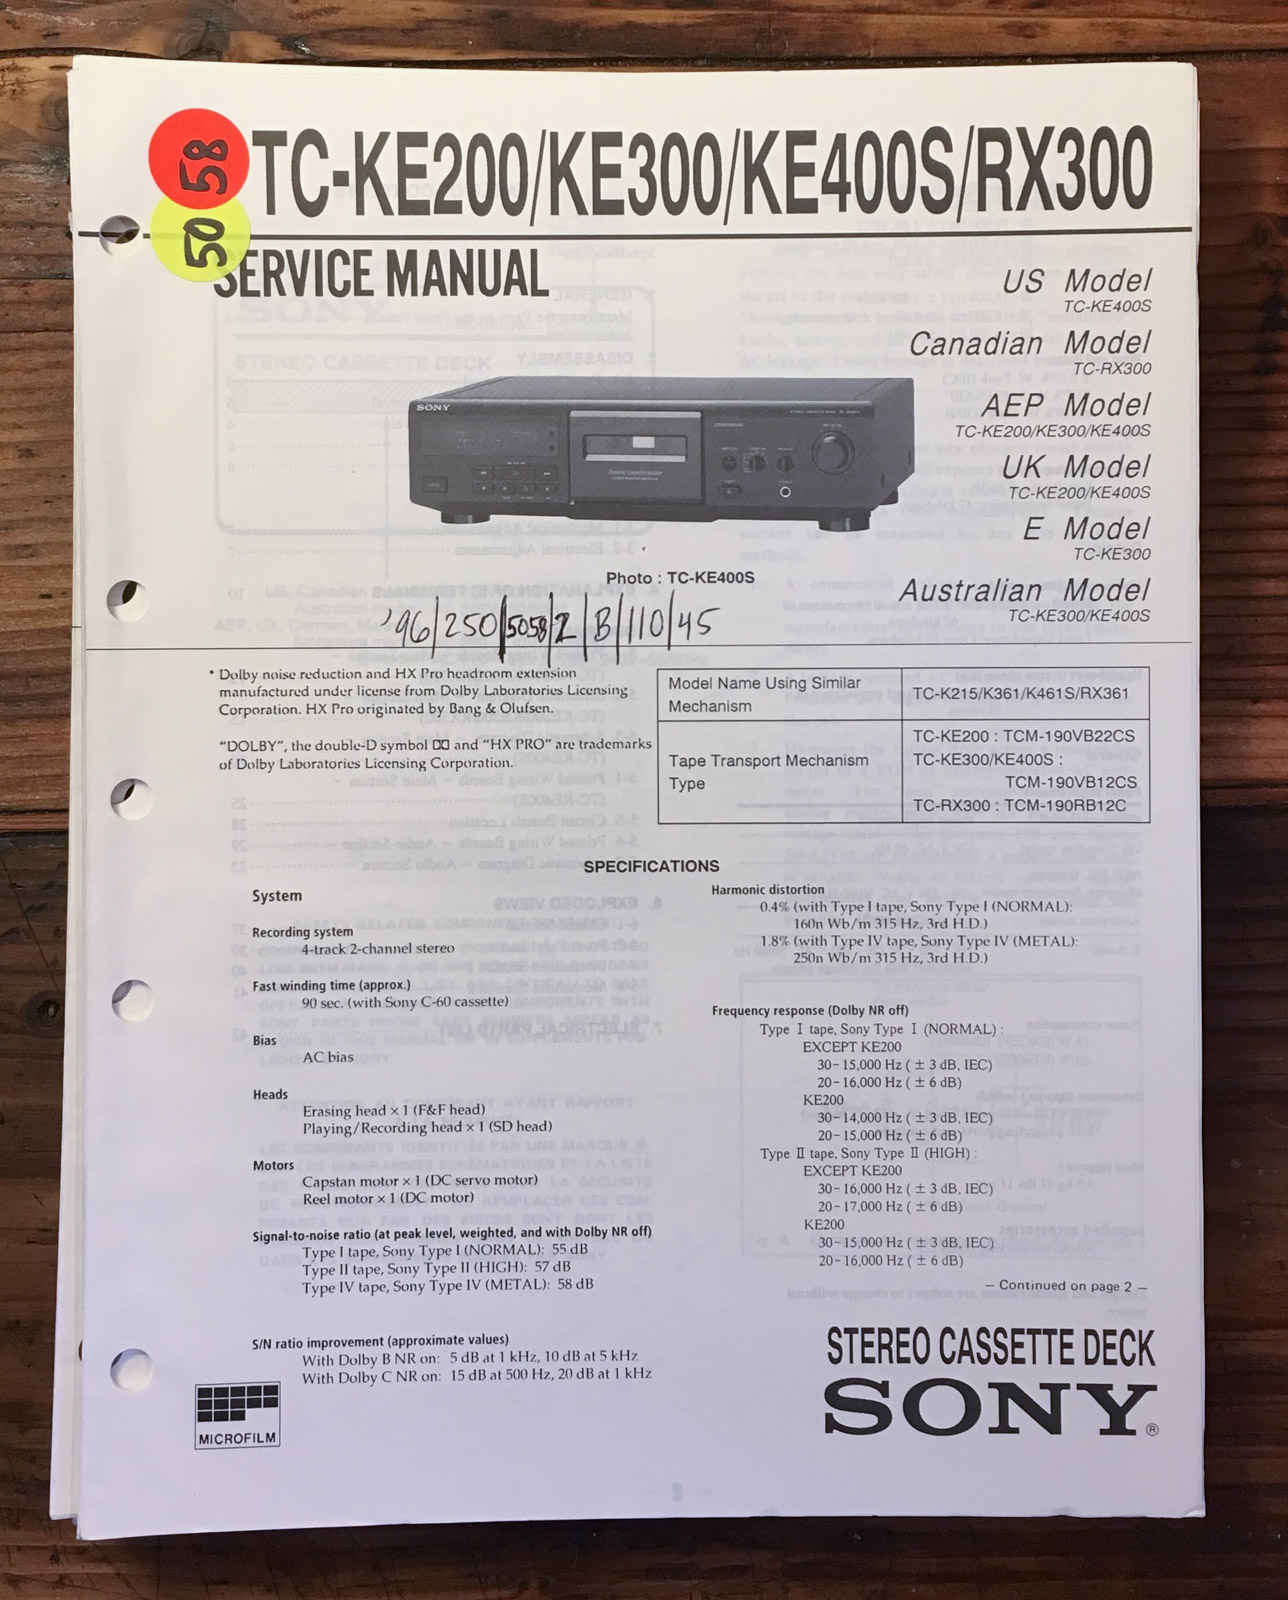 58
50
TC-KE200/KE300/KE400S/RX300
SERVICE MANUAL
US Model
TC-KE400S
Canadian Model
TC-RX300
AEP Model
TC-KE200/KE300/KE400S
UK Model
TC-KE200/KE400S
E Model
TC-KE300
Australian Model
TC-KE300/KE400S
SONY
Photo : TC-KE400S
'96/250/5058/2/B/110/45
* Dolby noise reduction and HX Pro headroom extension
manufactured under license from Dolby Laboratories Licensing
Corporation. HX Pro originated by Bang & Olufsen.
“DOLBY”, the double-D symbol and “HX PRO” are trademarks
of Dolby Laboratories Licensing Corporation.
Model Name Using Similar
Mechanism
TC-K215/K361/K461S/RX361
Tape Transport Mechanism
Type
TC-KE200 : TCM-190VB22CS
TC-KE300/KE400S :
TCM-190VB12CS
TC-RX300 : TCM-190RB12C
SPECIFICATIONS
System
Recording system
4-track 2-channel stereo
Fast winding time (approx.)
90 sec. (with Sony C-60 cassette)
Bias
AC bias
Heads
Erasing head × 1 (F&F head)
Playing/Recording head × 1 (SD head)
Motors
Capstan motor × 1 (DC servo motor)
Reel motor × 1 (DC motor)
Signal-to-noise ratio (at peak level, weighted, and with Dolby NR off)
Type I tape, Sony Type I (NORMAL): 55 dB
Type II tape, Sony Type II (HIGH): 57 dB
Type IV tape, Sony Type IV (METAL): 58 dB
S/N ratio improvement (approximate values)
With Dolby B NR on: 5 dB at 1 kHz, 10 dB at 5 kHz
With Dolby C NR on: 15 dB at 500 Hz, 20 dB at 1 kHz
Harmonic distortion
0.4% (with Type I tape, Sony Type I (NORMAL):
160n Wb/m 315 Hz, 3rd H.D.)
1.8% (with Type IV tape, Sony Type IV (METAL):
250n Wb/m 315 Hz, 3rd H.D.)
Frequency response (Dolby NR off)
Type I tape, Sony Type I (NORMAL) :
EXCEPT KE200
30–15,000 Hz ( ± 3 dB, IEC)
20–16,000 Hz ( ± 6 dB)
KE200
30–14,000 Hz ( ± 3 dB, IEC)
20–15,000 Hz ( ± 6 dB)
Type II tape, Sony Type II (HIGH) :
EXCEPT KE200
30–16,000 Hz ( ± 3 dB, IEC)
20–17,000 Hz ( ± 6 dB)
KE200
30–15,000 Hz ( ± 3 dB, IEC)
20–16,000 Hz ( ± 6 dB)
– Continued on page 2 –
MICROFILM
STEREO CASSETTE DECK
SONY®